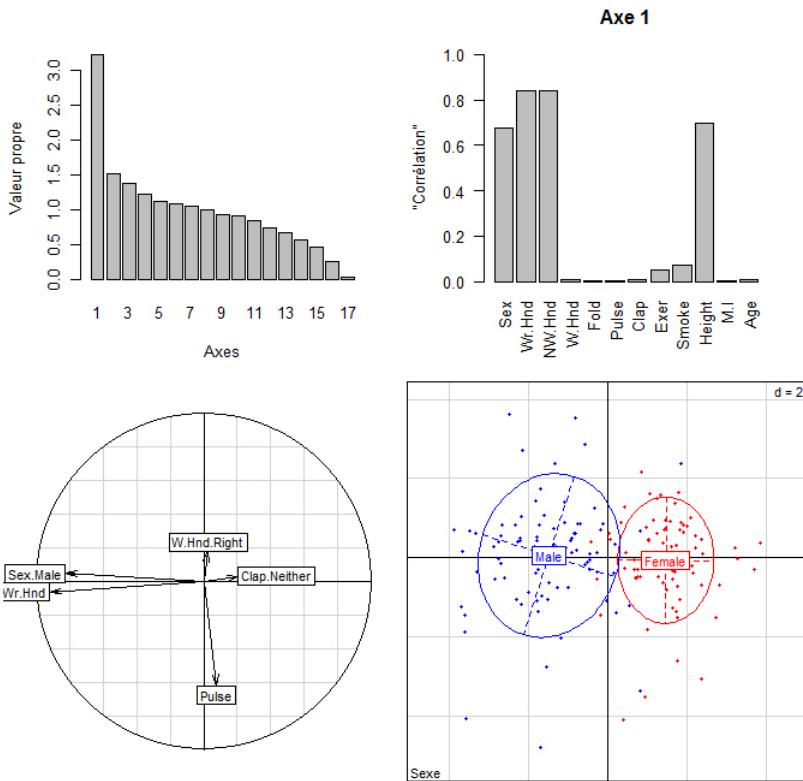 Valeur propre
3.0
2.5
2.0
1.5
1.0
0.5
0.0
1 3 5 7 9 11 13 15 17
Axes
Axe 1
"Corrélation"
1.0
0.8
0.6
0.4
0.2
0.0
Sex
Wr.Hnd
NW.Hnd
W.Hnd
Fold
Pulse
Clap
Exer
Smoke
Height
M.I
Age
W.Hnd.Right
Sex.Male
Clap.Neither
Wr.Hnd
Pulse
d = 2
Male
Female
Sexe